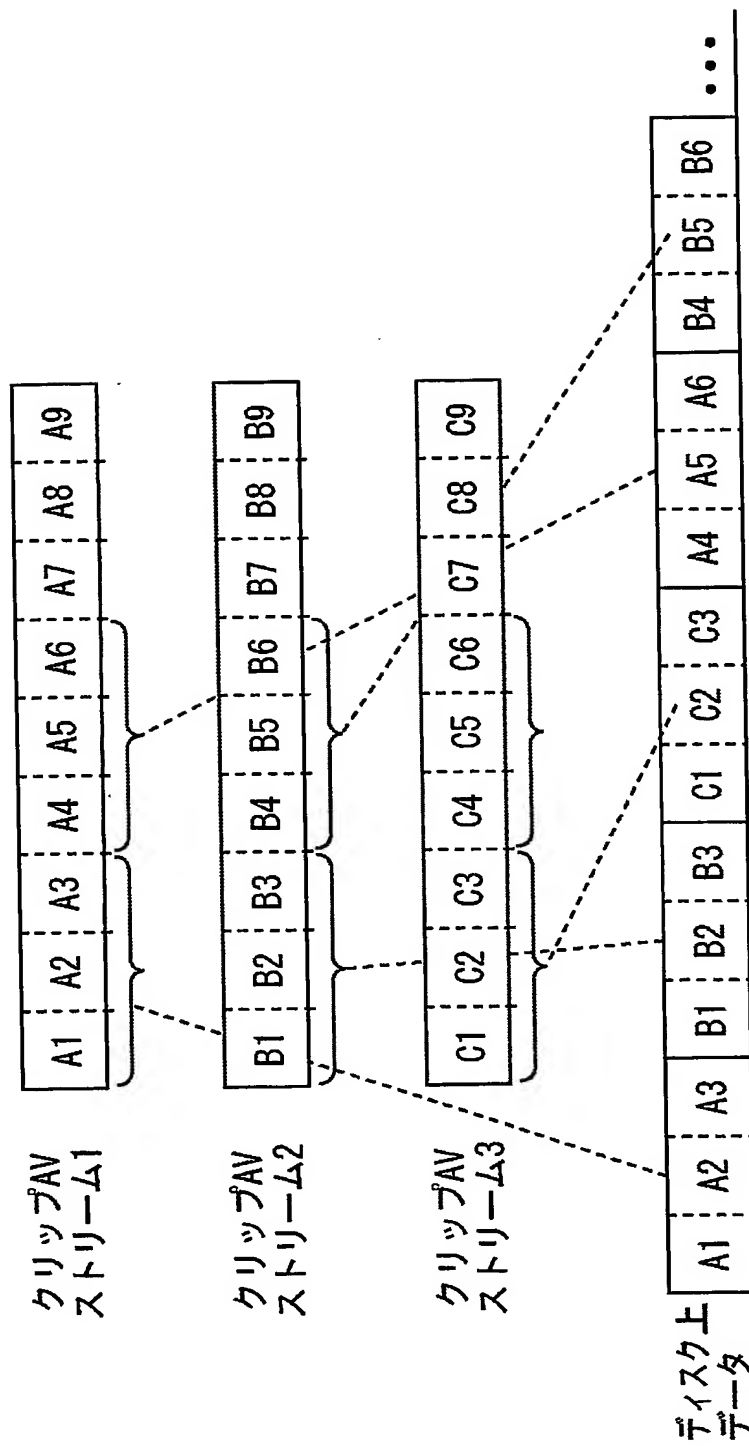 クリップAV
ストリーム1
A1 A2 A3 A4 A5 A6 A7 A8 A9
クリップAV
ストリーム2
B1 B2 B3 B4 B5 B6 B7 B8 B9
クリップAV
ストリーム3
C1 C2 C3 C4 C5 C6 C7 C8 C9
ディスク上
データ
A1 A2 A3 B1 B2 B3 C1 C2 C3 A4 A5 A6 B4 B5 B6 ...